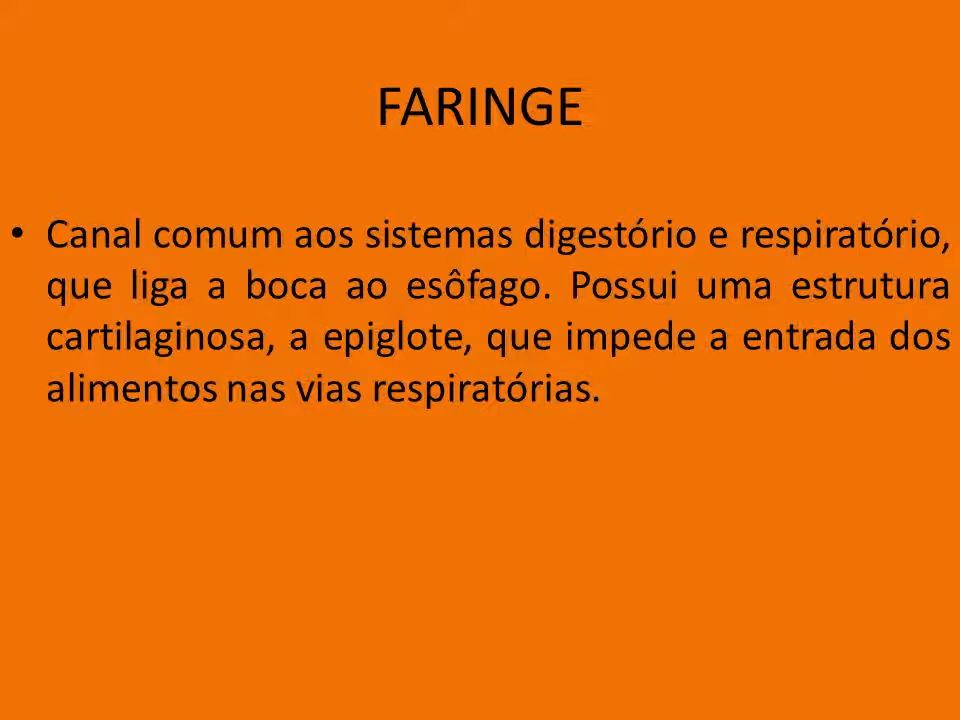 FARINGE
• Canal comum aos sistemas digestório e respiratório,
que liga a boca ao esôfago. Possui uma estrutura
cartilaginosa, a epiglote, que impede a entrada dos
alimentos nas vias respiratórias.